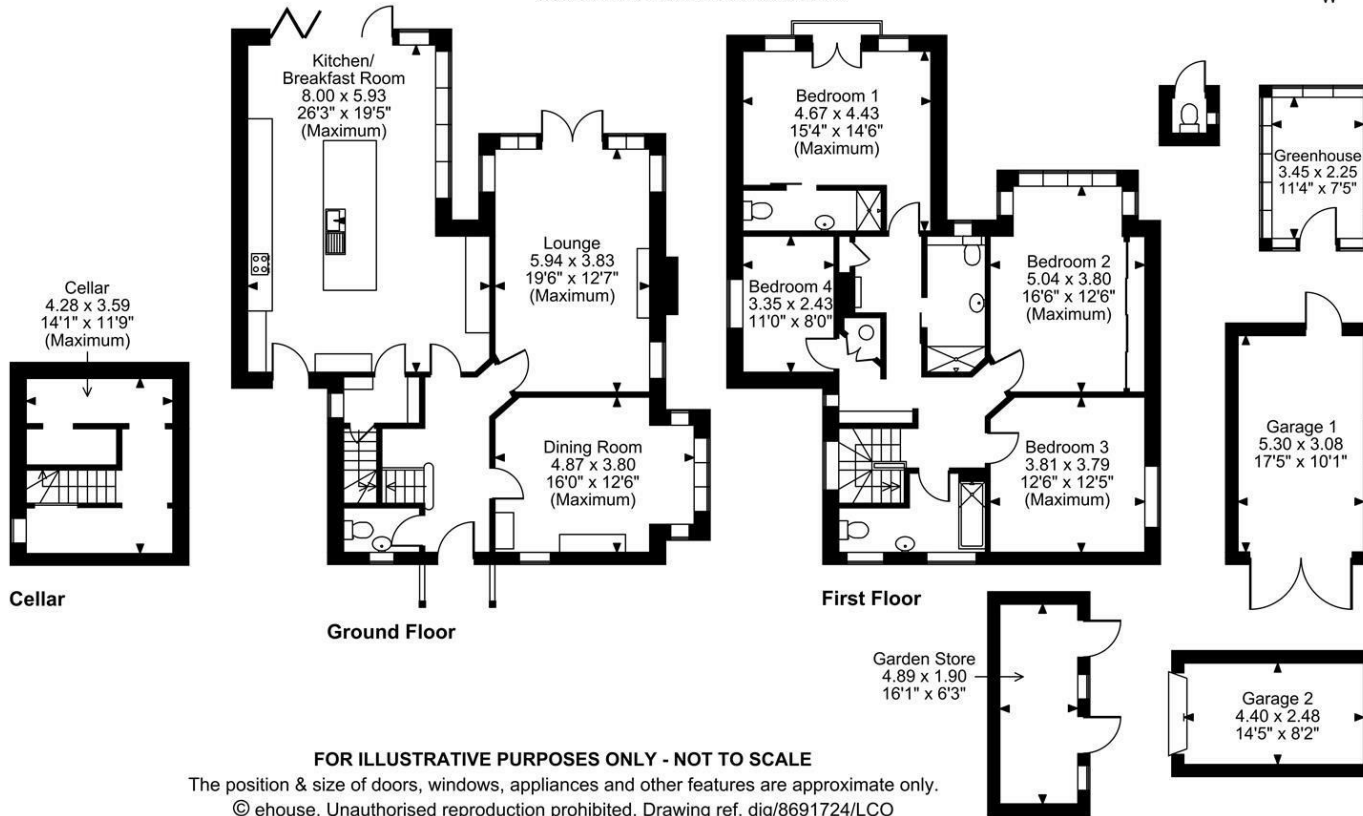 Kitchen/
Breakfast Room
8.00 x 5.93
26'3" x 19'5"
(Maximum)
Bedroom 1
4.67 x 4.43
15'4" x 14'6"
(Maximum)
Greenhouse
3.45 x 2.25
11'4" x 7'5"
Lounge
5.94 x 3.83
19'6" x 12'7"
(Maximum)
Bedroom 2
5.04 x 3.80
16'6" x 12'6"
(Maximum)
Bedroom 4
3.35 x 2.43
11'0" x 8'0"
Cellar
4.28 x 3.59
14'1" x 11'9"
(Maximum)
Dining Room
4.87 x 3.80
16'0" x 12'6"
(Maximum)
Bedroom 3
3.81 x 3.79
12'6" x 12'5"
(Maximum)
Garage 1
5.30 x 3.08
17'5" x 10'1"
Cellar
First Floor
Ground Floor
Garden Store
4.89 x 1.90
16'1" x 6'3"
Garage 2
4.40 x 2.48
14'5" x 8'2"
FOR ILLUSTRATIVE PURPOSES ONLY - NOT TO SCALE
The position & size of doors, windows, appliances and other features are approximate only.
© ehouse. Unauthorised reproduction prohibited. Drawing ref. dig/8691724/LCO